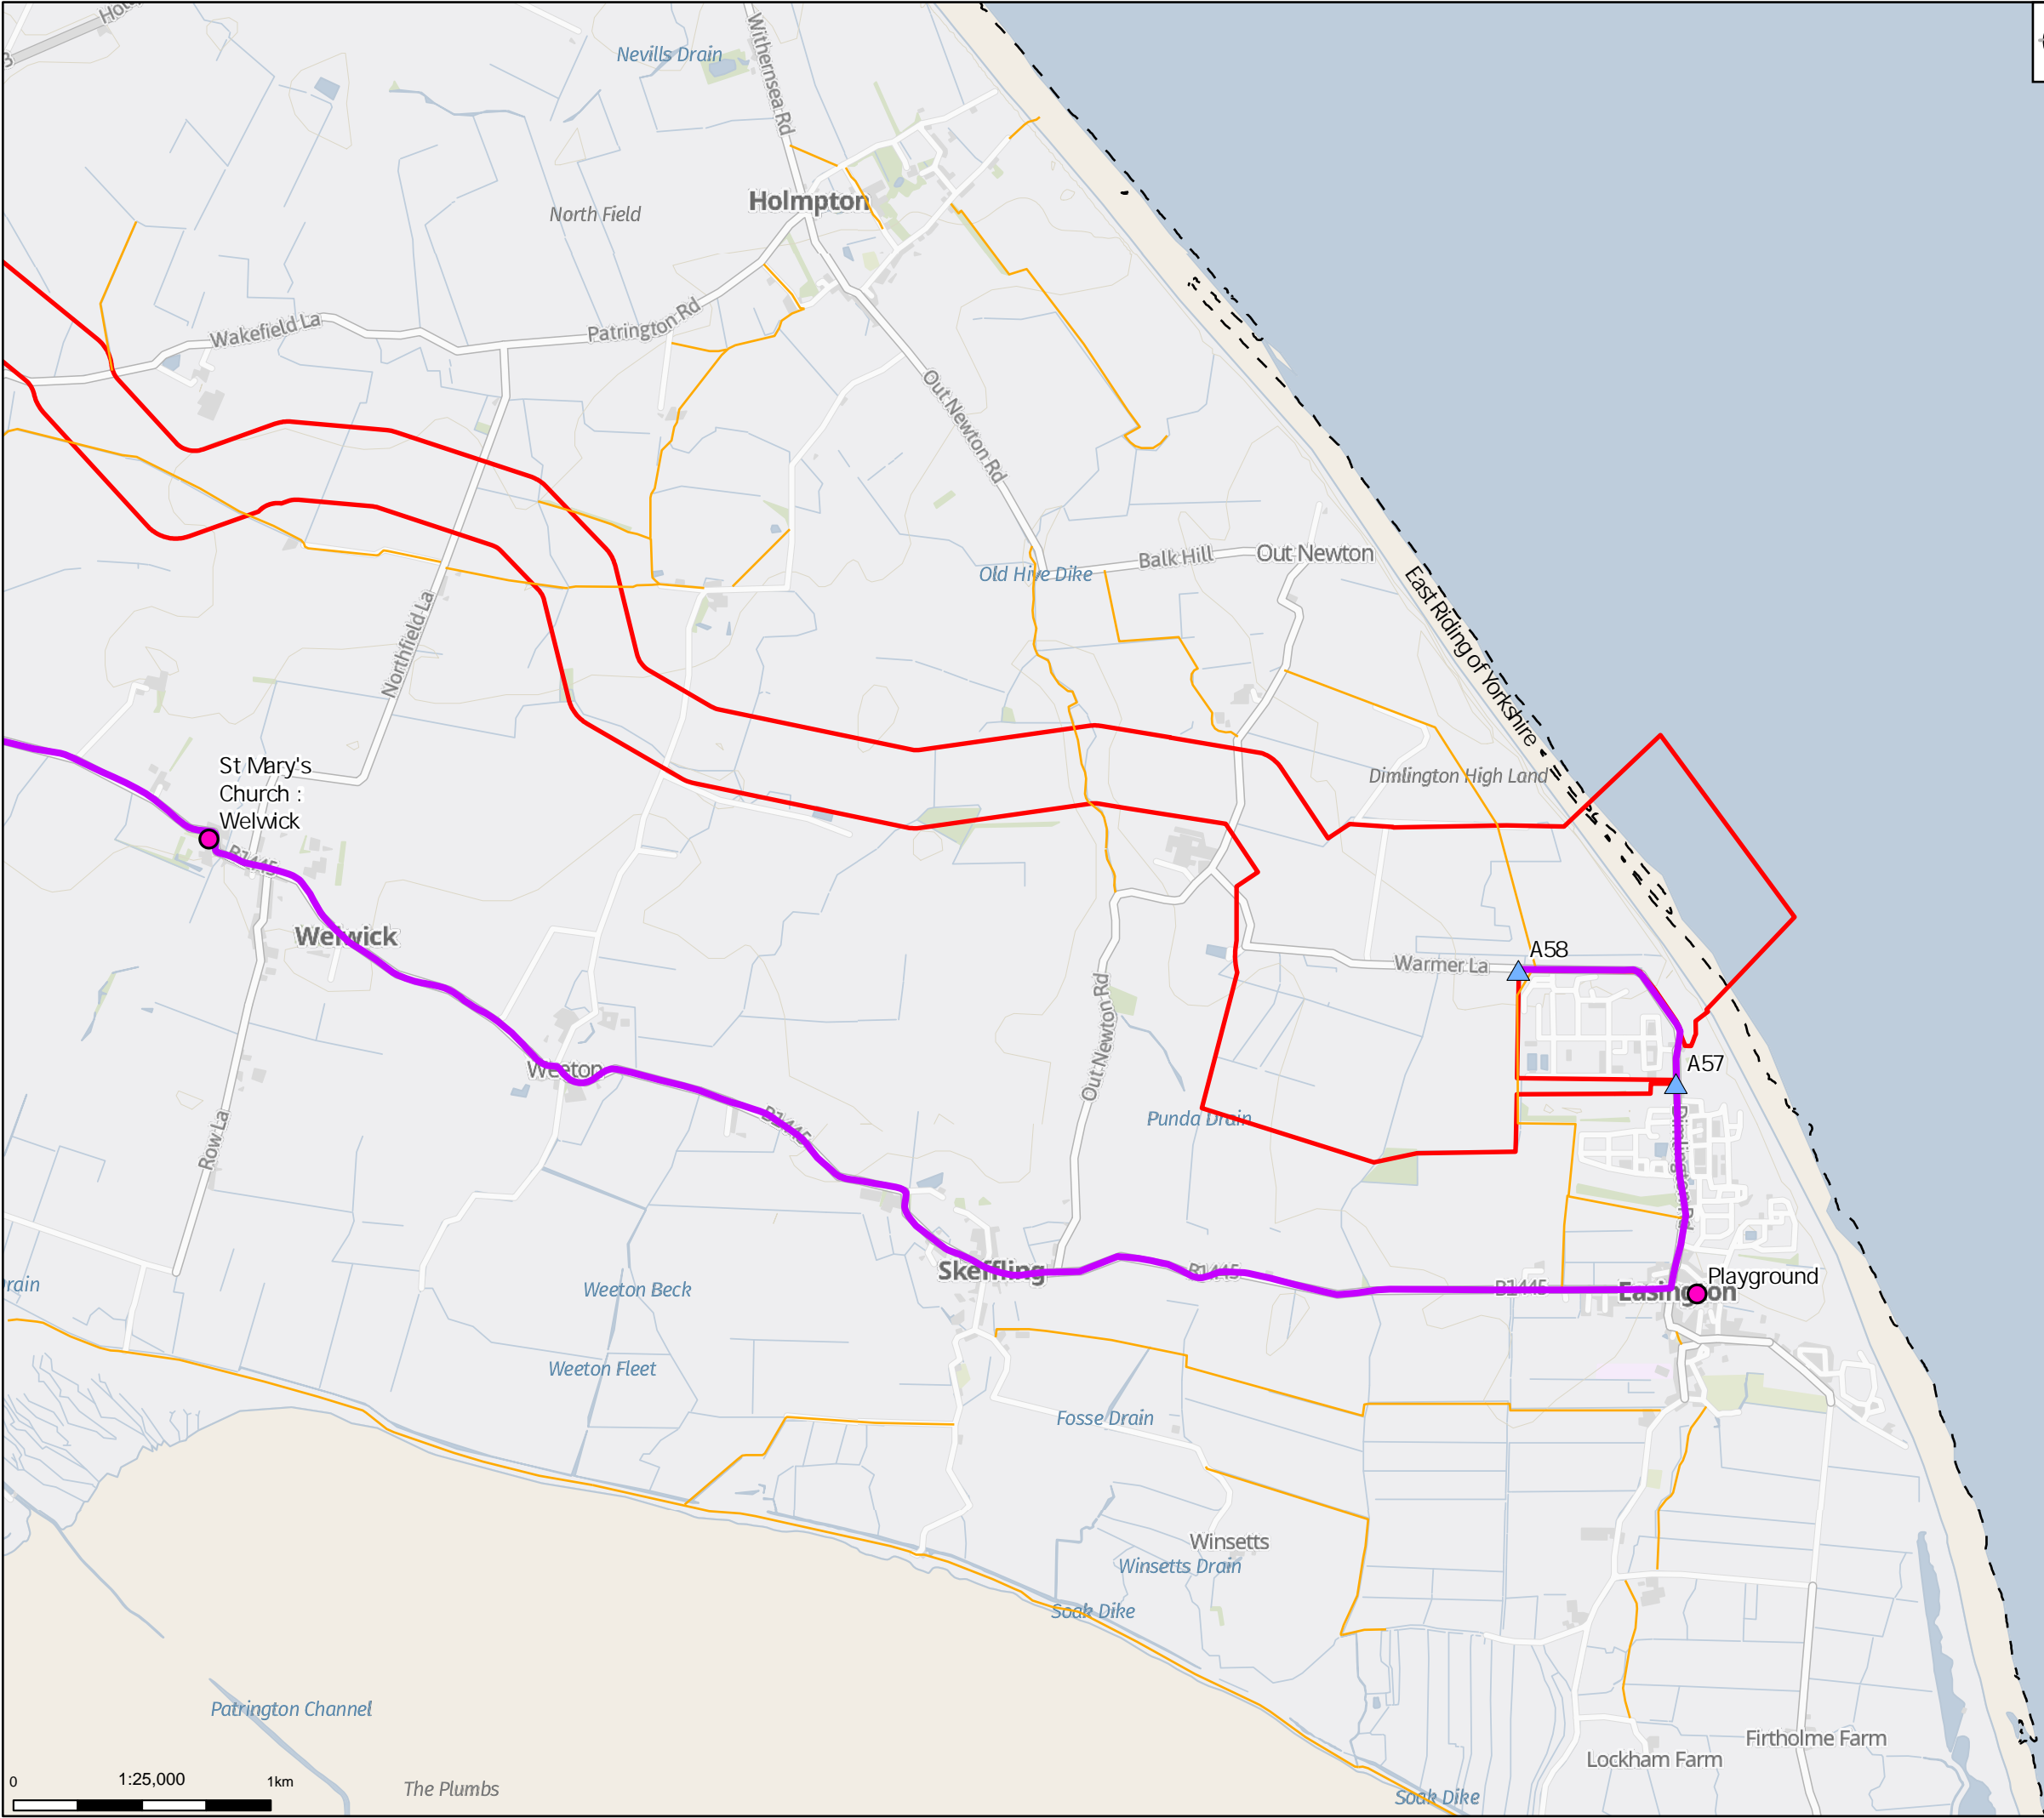 Nevills Drain
Withernsea Rd
Holmpton
North Field
Wakefield La
Patrington Rd
Out Newton Rd
Old Hive Dike
Balk Hill
Out Newton
East Riding of Yorkshire
Northfield La
Dimlington High Land
St Mary's
Church :
Welwick
B1445
Welwick
A58
Warmer La
Out Newton Rd
A57
Weeton
B1445
Punda Drain
Dimlington Rd
Row La
Skeffling
B1445
B1445
Playground
Easington
Weeton Beck
Weeton Fleet
Fosse Drain
Winsetts
Winsetts Drain
Soak Dike
Patrington Channel
Firtholme Farm
Lockham Farm
The Plumbs
Soak Dike
0 1:25,000 1km